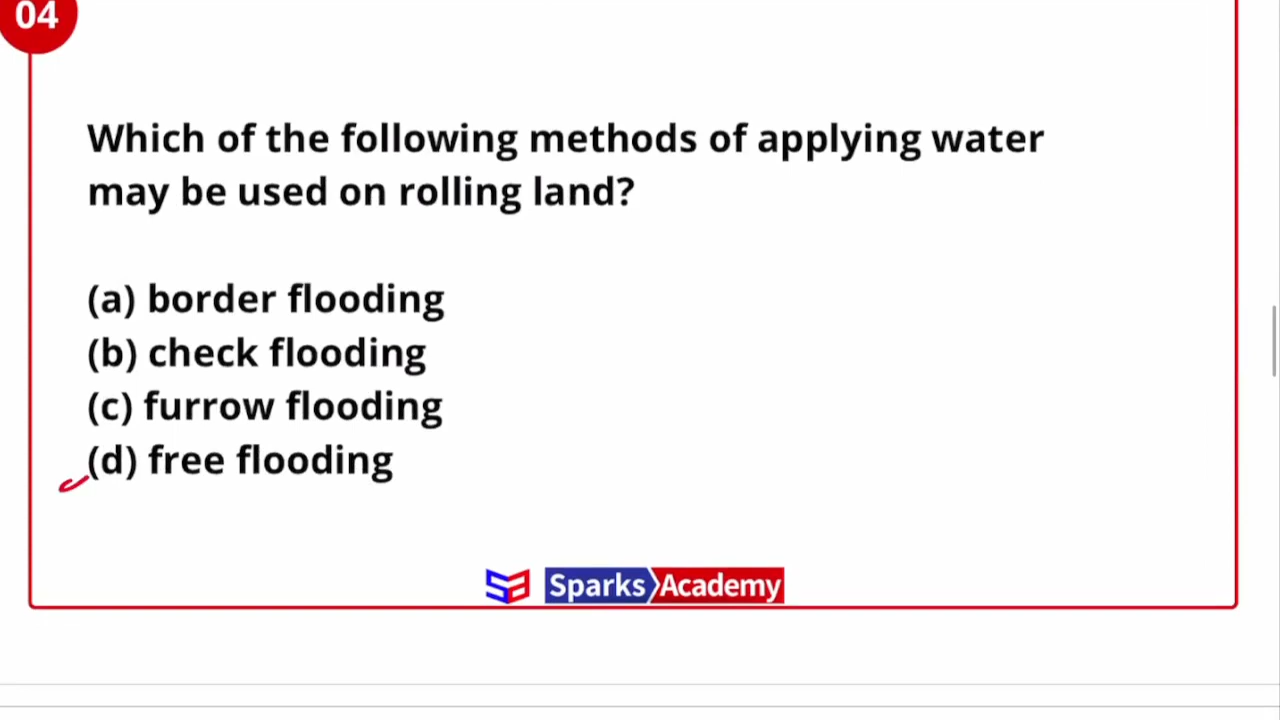 04
Which of the following methods of applying water
may be used on rolling land?
(a) border flooding
(b) check flooding
(c) furrow flooding
(d) free flooding
SA Sparks Academy